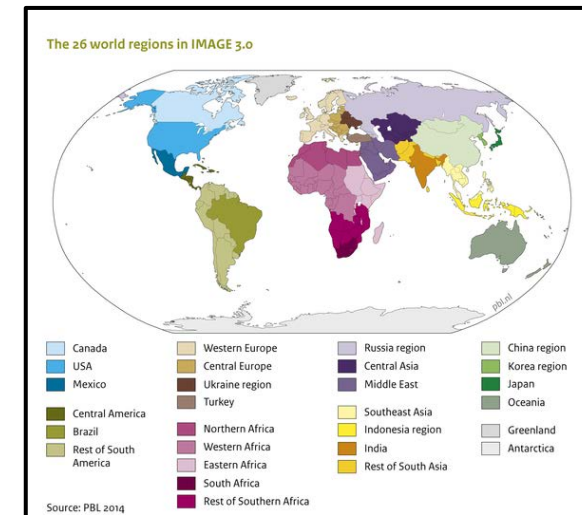 The 26 world regions in IMAGE 3.0
pbl.nl
Canada
USA
Mexico
Central America
Brazil
Rest of South
America
Western Europe
Central Europe
Ukraine region
Turkey
Northern Africa
Western Africa
Eastern Africa
South Africa
Rest of Southern Africa
Russia region
Central Asia
Middle East
Southeast Asia
Indonesia region
India
Rest of South Asia
China region
Korea region
Japan
Oceania
Greenland
Antarctica
Source: PBL 2014